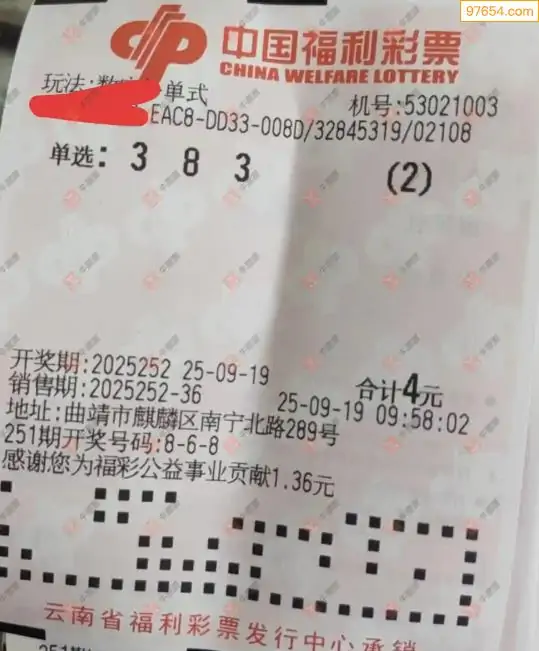 97654.com
中国福利彩票
CHINA WELFARE LOTTERY
玩法:单式
机号:53021003
EAC8-DD33-008D/32845319/02108
单选: 3 8 3 (2)
开奖期:2025252 25-09-19
合计4元
销售期:2025252-36 25-09-19 09:58:02
地址:曲靖市麒麟区南宁北路289号
251期开奖号码:8-6-8
感谢您为福彩公益事业贡献1.36元
云南省福利彩票发行中心承销